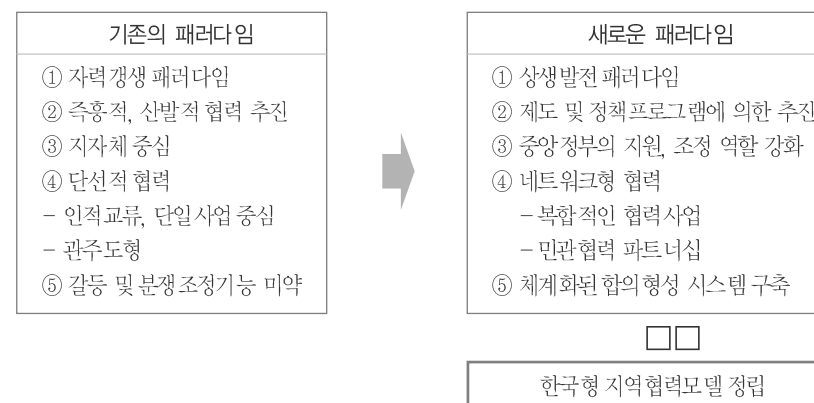 기존의 패러다임
① 자력갱생 패러다임
② 즉흥적, 산발적 협력 추진
③ 지자체 중심
④ 단선적 협력
- 인적교류, 단일사업 중심
- 관주도형
⑤ 갈등 및 분쟁조정기능 미약
새로운 패러다임
① 상생발전 패러다임
② 제도 및 정책프로그램에 의한 추진
③ 중앙정부의 지원, 조정 역할 강화
④ 네트워크형 협력
- 복합적인 협력사업
- 민관협력 파트너십
⑤ 체계화된 합의형성 시스템 구축
□□
한국형 지역협력모델 정립